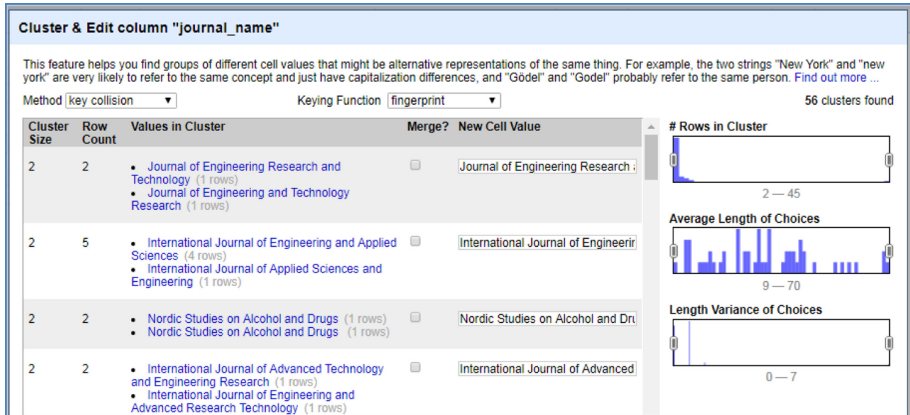 Cluster & Edit column "journal_name"
This feature helps you find groups of different cell values that might be alternative representations of the same thing. For example, the two strings "New York" and "new
york" are very likely to refer to the same concept and just have capitalization differences, and "Gödel" and "Godel" probably refer to the same person. Find out more ...
Method key collision Keying Function fingerprint 56 clusters found
Cluster Size
Row Count
Values in Cluster
Merge?
New Cell Value
2
2
• Journal of Engineering Research and
Technology (1 rows)
• Journal of Engineering and Technology
Research (1 rows)
Journal of Engineering Research
2
5
• International Journal of Engineering and Applied
Sciences (4 rows)
• International Journal of Applied Sciences and
Engineering (1 rows)
International Journal of Engineerin
2
2
• Nordic Studies on Alcohol and Drugs (1 rows)
• Nordic Studies on Alcohol and Drugs (1 rows)
Nordic Studies on Alcohol and Dru
2
4
• International Journal of Advanced Technology
and Engineering Research (1 rows)
• International Journal of Engineering and
Advanced Research Technology (1 rows)
International Journal of Advanced
# Rows in Cluster
2 — 45
Average Length of Choices
9 — 70
Length Variance of Choices
0 — 7